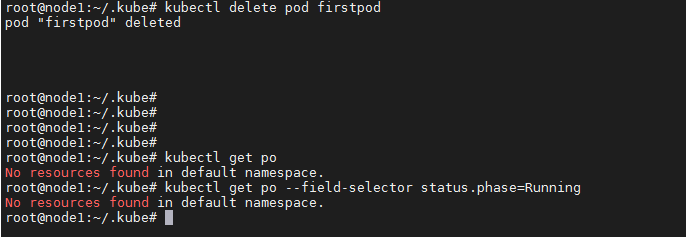 root@node1:~/.kube# kubectl delete pod firstpod
pod "firstpod" deleted
root@node1:~/.kube#
root@node1:~/.kube#
root@node1:~/.kube#
root@node1:~/.kube#
root@node1:~/.kube# kubectl get po
No resources found in default namespace.
root@node1:~/.kube# kubectl get po --field-selector status.phase=Running
No resources found in default namespace.
root@node1:~/.kube#